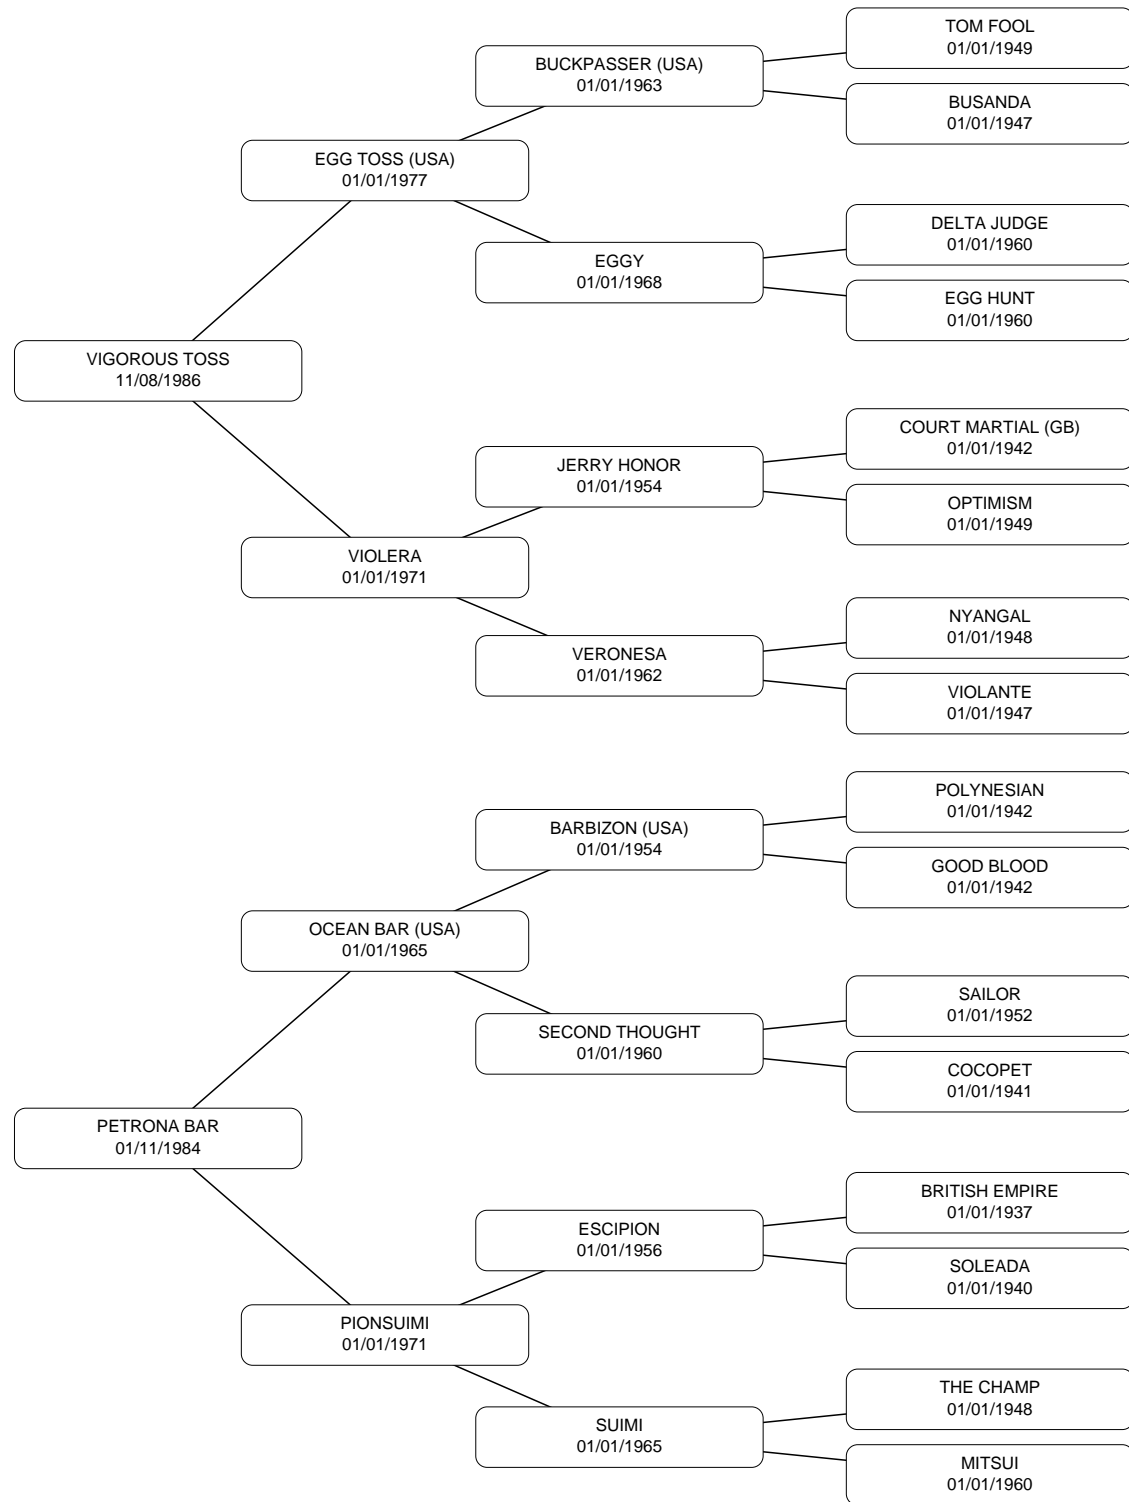 TOM FOOL
01/01/1949
BUCKPASSER (USA)
01/01/1963
BUSANDA
01/01/1947
EGG TOSS (USA)
01/01/1977
DELTA JUDGE
01/01/1960
EGGY
01/01/1968
EGG HUNT
01/01/1960
VIGOROUS TOSS
11/08/1986
COURT MARTIAL (GB)
01/01/1942
JERRY HONOR
01/01/1954
OPTIMISM
01/01/1949
VIOLERA
01/01/1971
NYANGAL
01/01/1948
VERONESA
01/01/1962
VIOLANTE
01/01/1947
POLYNESIAN
01/01/1942
BARBIZON (USA)
01/01/1954
GOOD BLOOD
01/01/1942
OCEAN BAR (USA)
01/01/1965
SAILOR
01/01/1952
SECOND THOUGHT
01/01/1960
COCOPET
01/01/1941
PETRONA BAR
01/11/1984
BRITISH EMPIRE
01/01/1937
ESCIPION
01/01/1956
SOLEADA
01/01/1940
PIONSUIMI
01/01/1971
THE CHAMP
01/01/1948
SUIMI
01/01/1965
MITSUI
01/01/1960